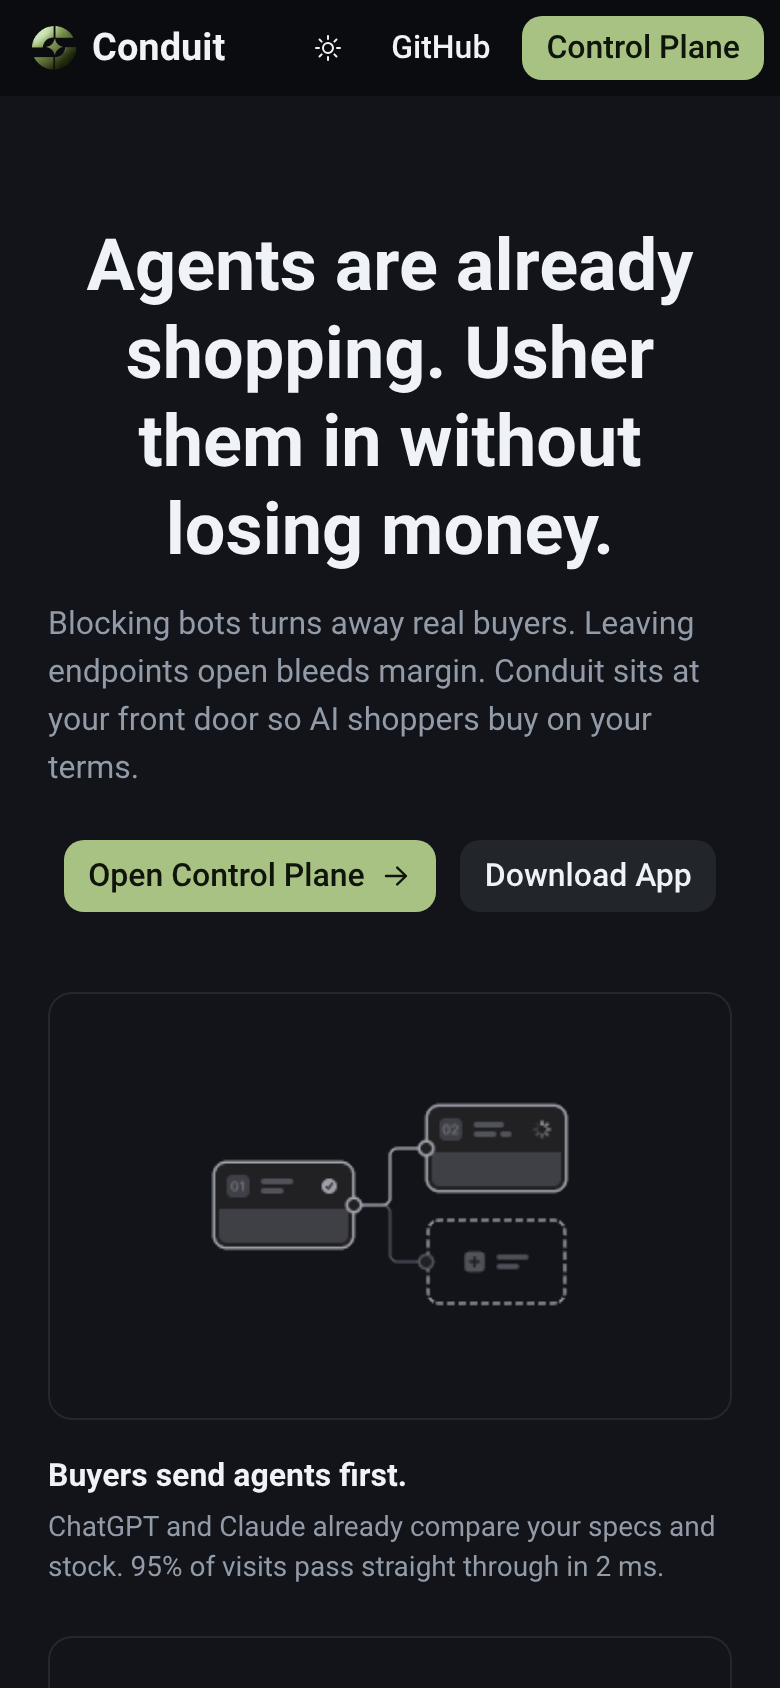 Conduit
GitHub
Control Plane
Agents are already
shopping. Usher
them in without
losing money.
Blocking bots turns away real buyers. Leaving
endpoints open bleeds margin. Conduit sits at
your front door so AI shoppers buy on your
terms.
Open Control Plane →
Download App
01
02
Buyers send agents first.
ChatGPT and Claude already compare your specs and
stock. 95% of visits pass straight through in 2 ms.